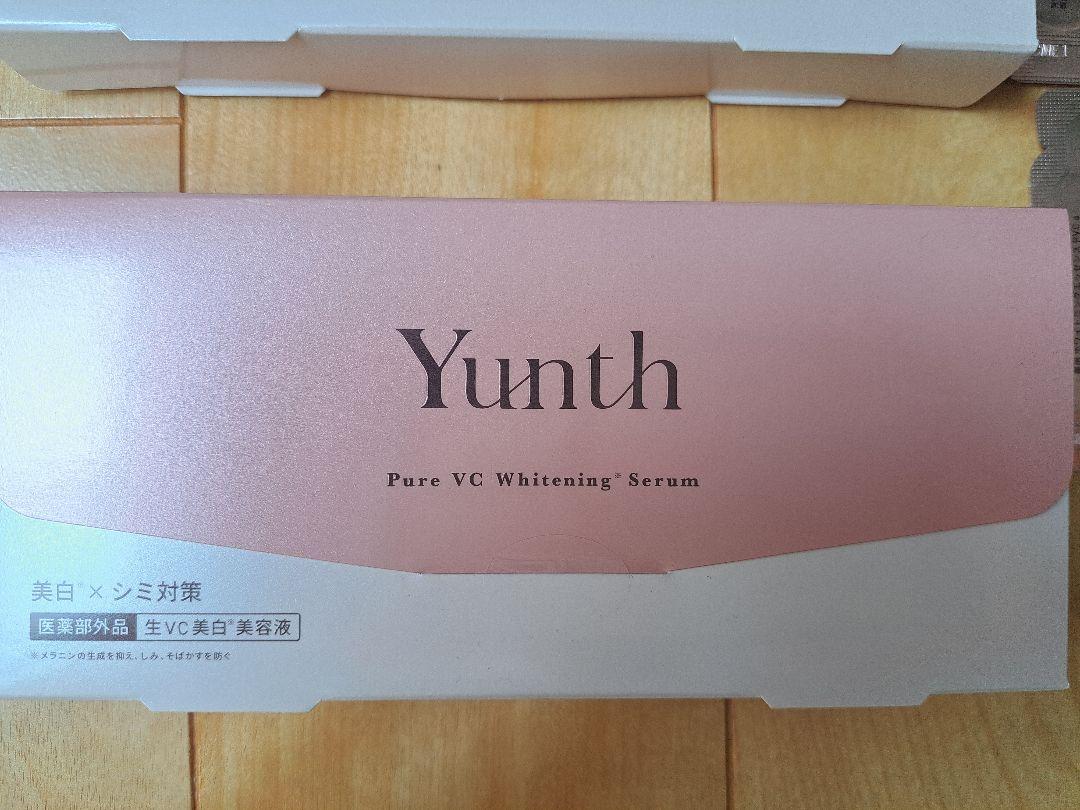 Yunth
Pure VC Whitening※ Serum
美白※×シミ対策
医薬部外品 生VC美白※美容液
※メラニンの生成を抑え、しみ、そばかすを防ぐ